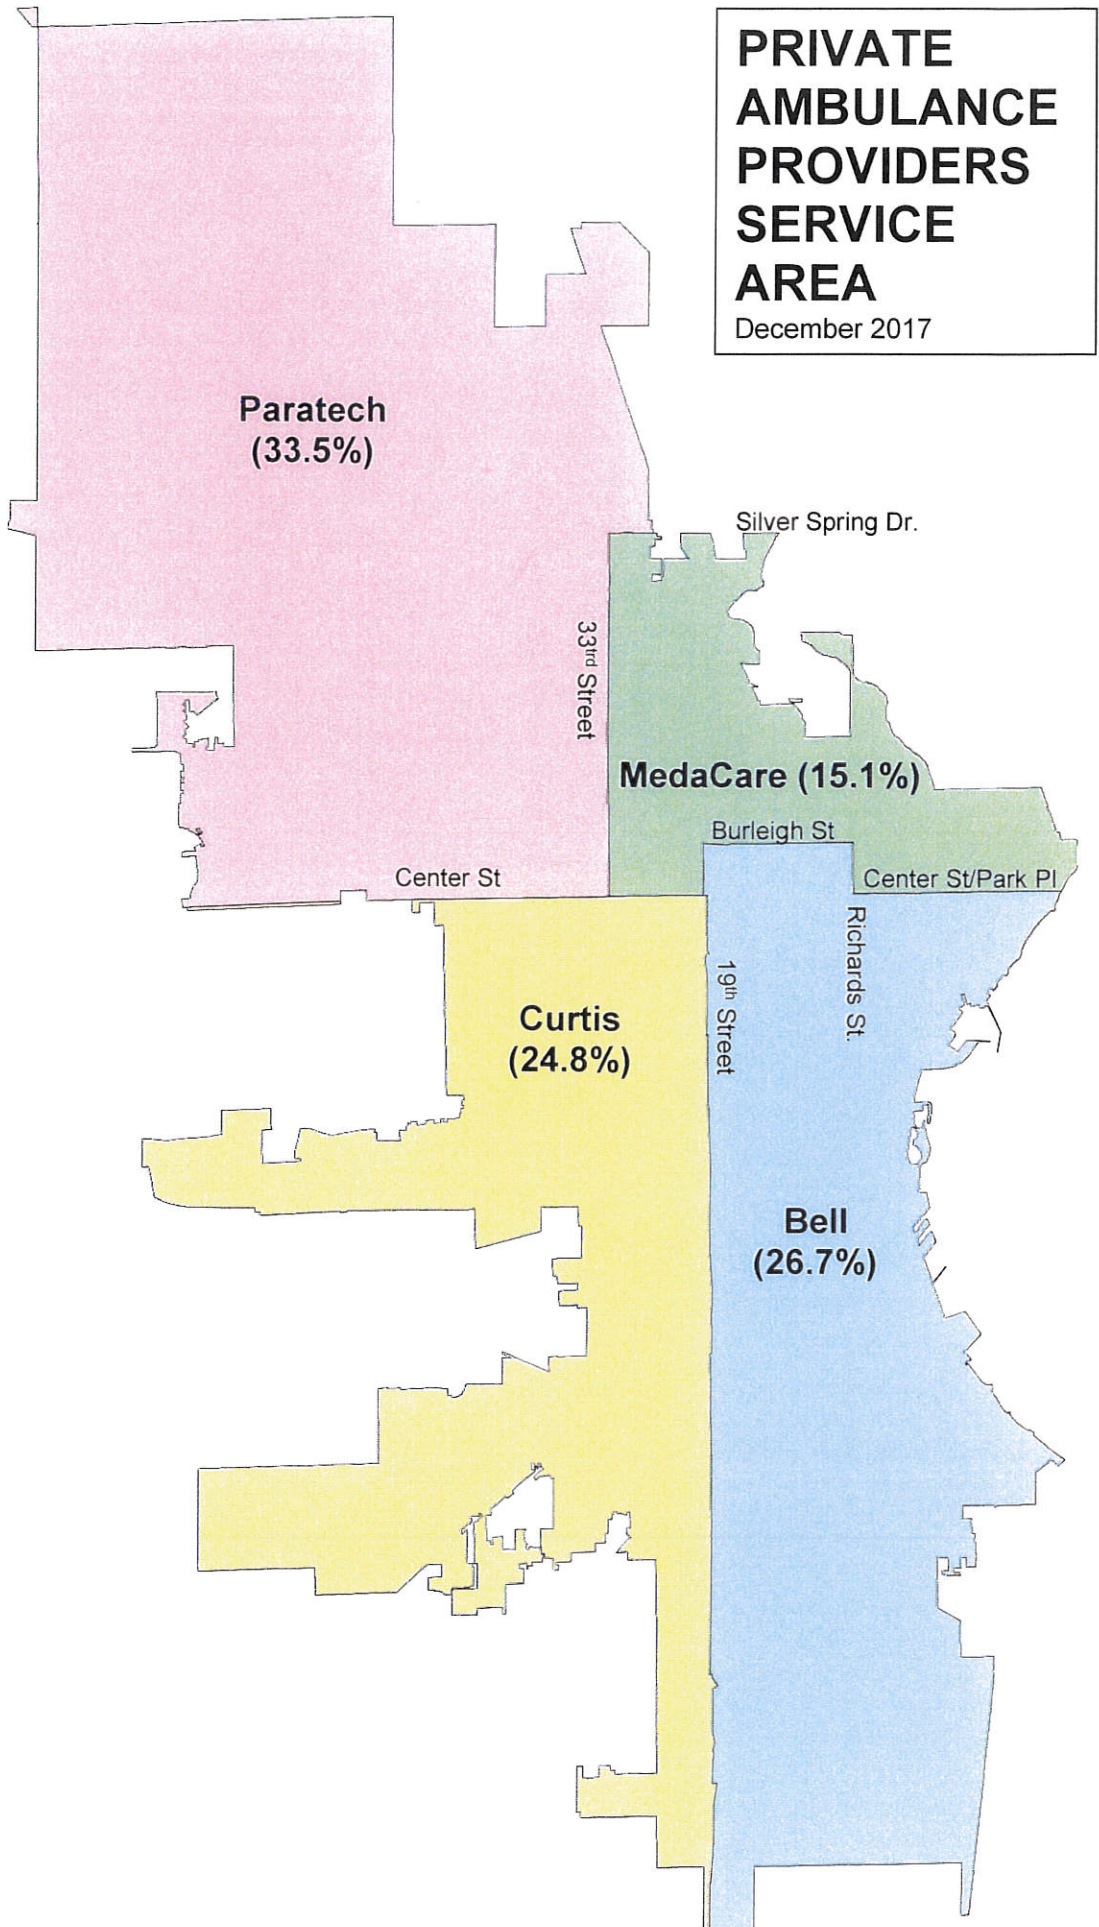 PRIVATE
AMBULANCE
PROVIDERS
SERVICE
AREA
December 2017
Paratech
(33.5%)
Silver Spring Dr.
33trd Street
MedaCare (15.1%)
Burleigh St
Center St
Center St/Park Pl
Richards St.
19th Street
Curtis
(24.8%)
Bell
(26.7%)